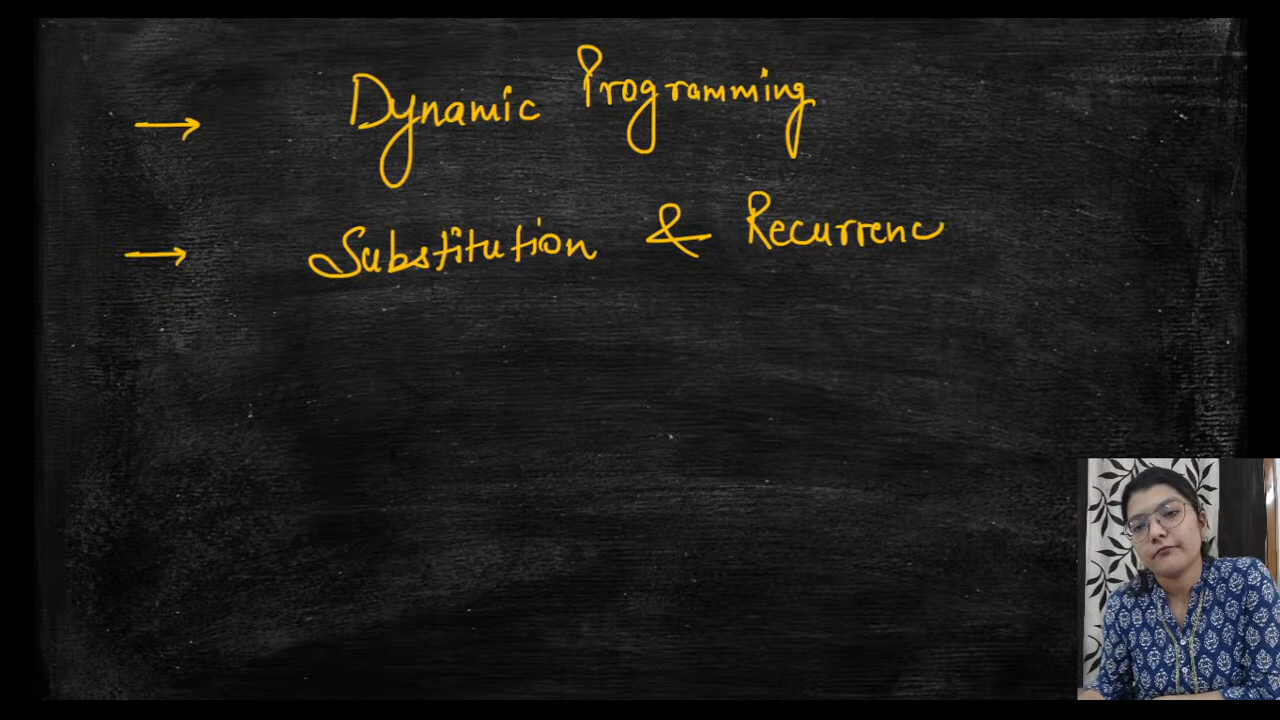 → Dynamic Programming
→ Substitution & Recurrenc